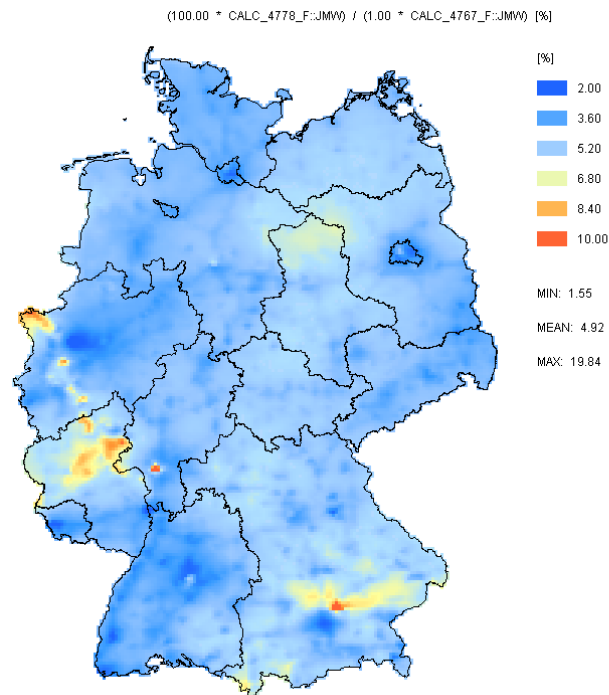 (100.00 * CALC_4778_F::JMW) / (1.00 * CALC_4767_F::JMW) [%]
[%]
2.00
3.60
5.20
6.80
8.40
10.00
MIN: 1.55
MEAN: 4.92
MAX: 19.84